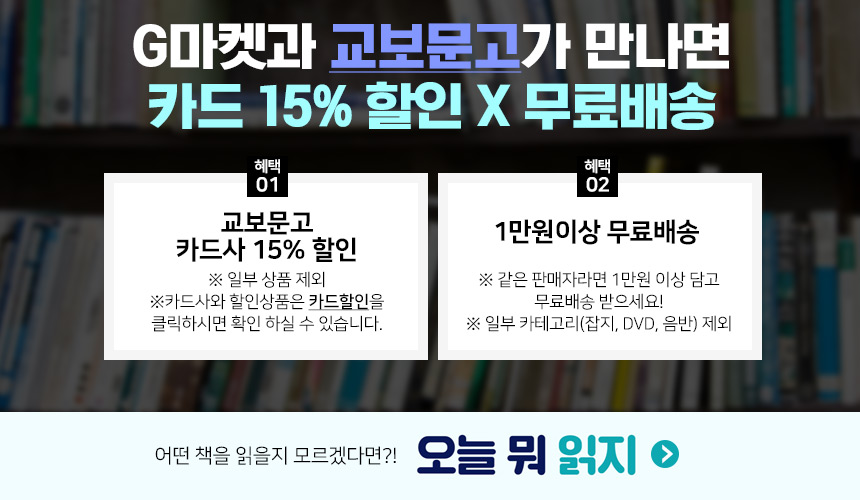 G마켓과 교보문고가 만나면
카드 15% 할인 X 무료배송
혜택
01
교보문고
카드사 15% 할인
※ 일부 상품 제외
※카드사와 할인상품은 카드할인을
클릭하시면 확인 하실 수 있습니다.
혜택
02
1만원이상 무료배송
※ 같은 판매자라면 1만원 이상 담고
무료배송 받으세요!
※ 일부 카테고리(잡지, DVD, 음반) 제외
어떤 책을 읽을지 모르겠다면?! 오늘 뭐 읽지